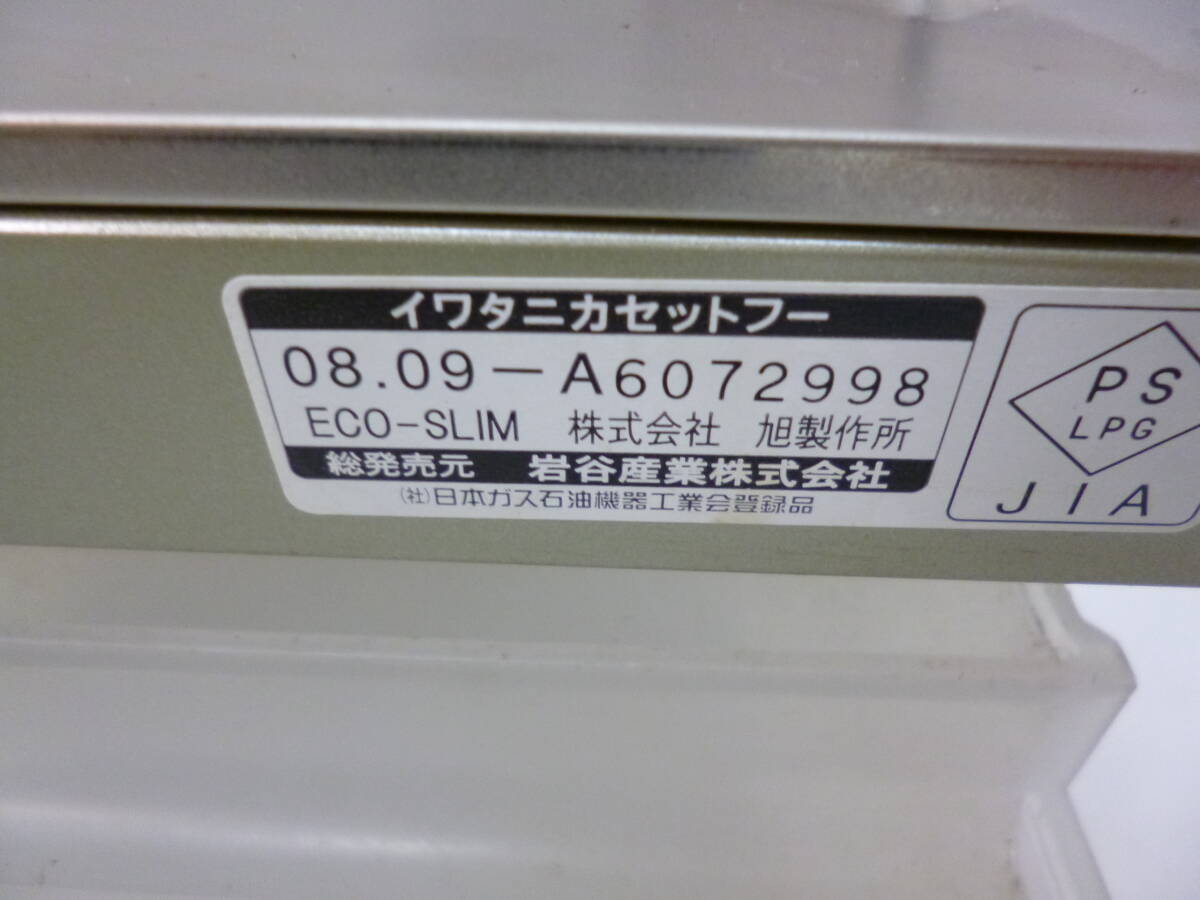 イワタニカセットフー
08.09－A6072998
ECO-SLIM 株式会社 旭製作所
総発売元 岩谷産業株式会社
(社)日本ガス石油機器工業会登録品
PS
LPG
JIA